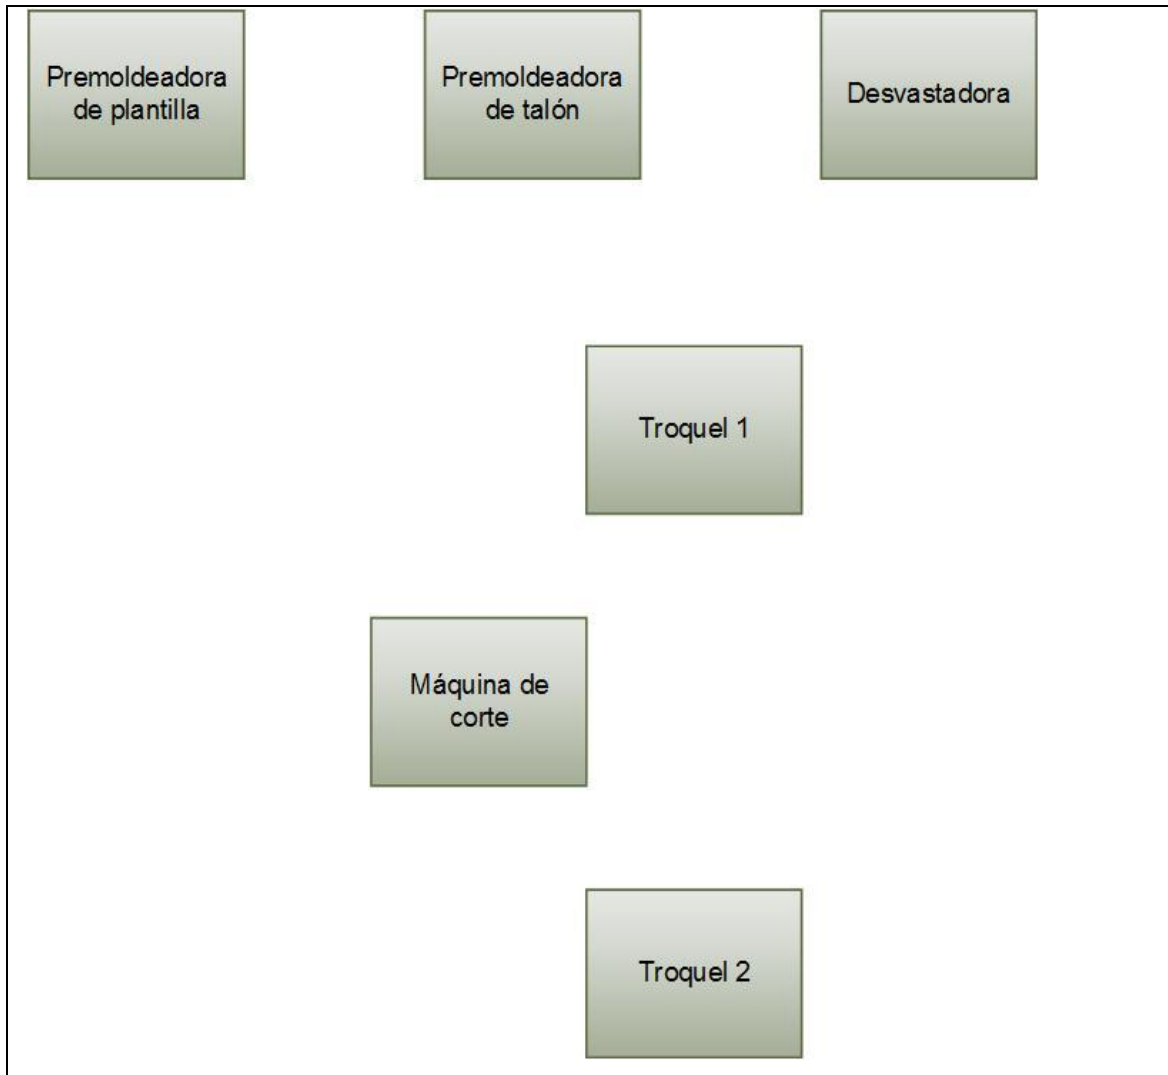 Premoldeadora
de plantilla
Premoldeadora
de talón
Desvastadora
Troquel 1
Máquina de
corte
Troquel 2